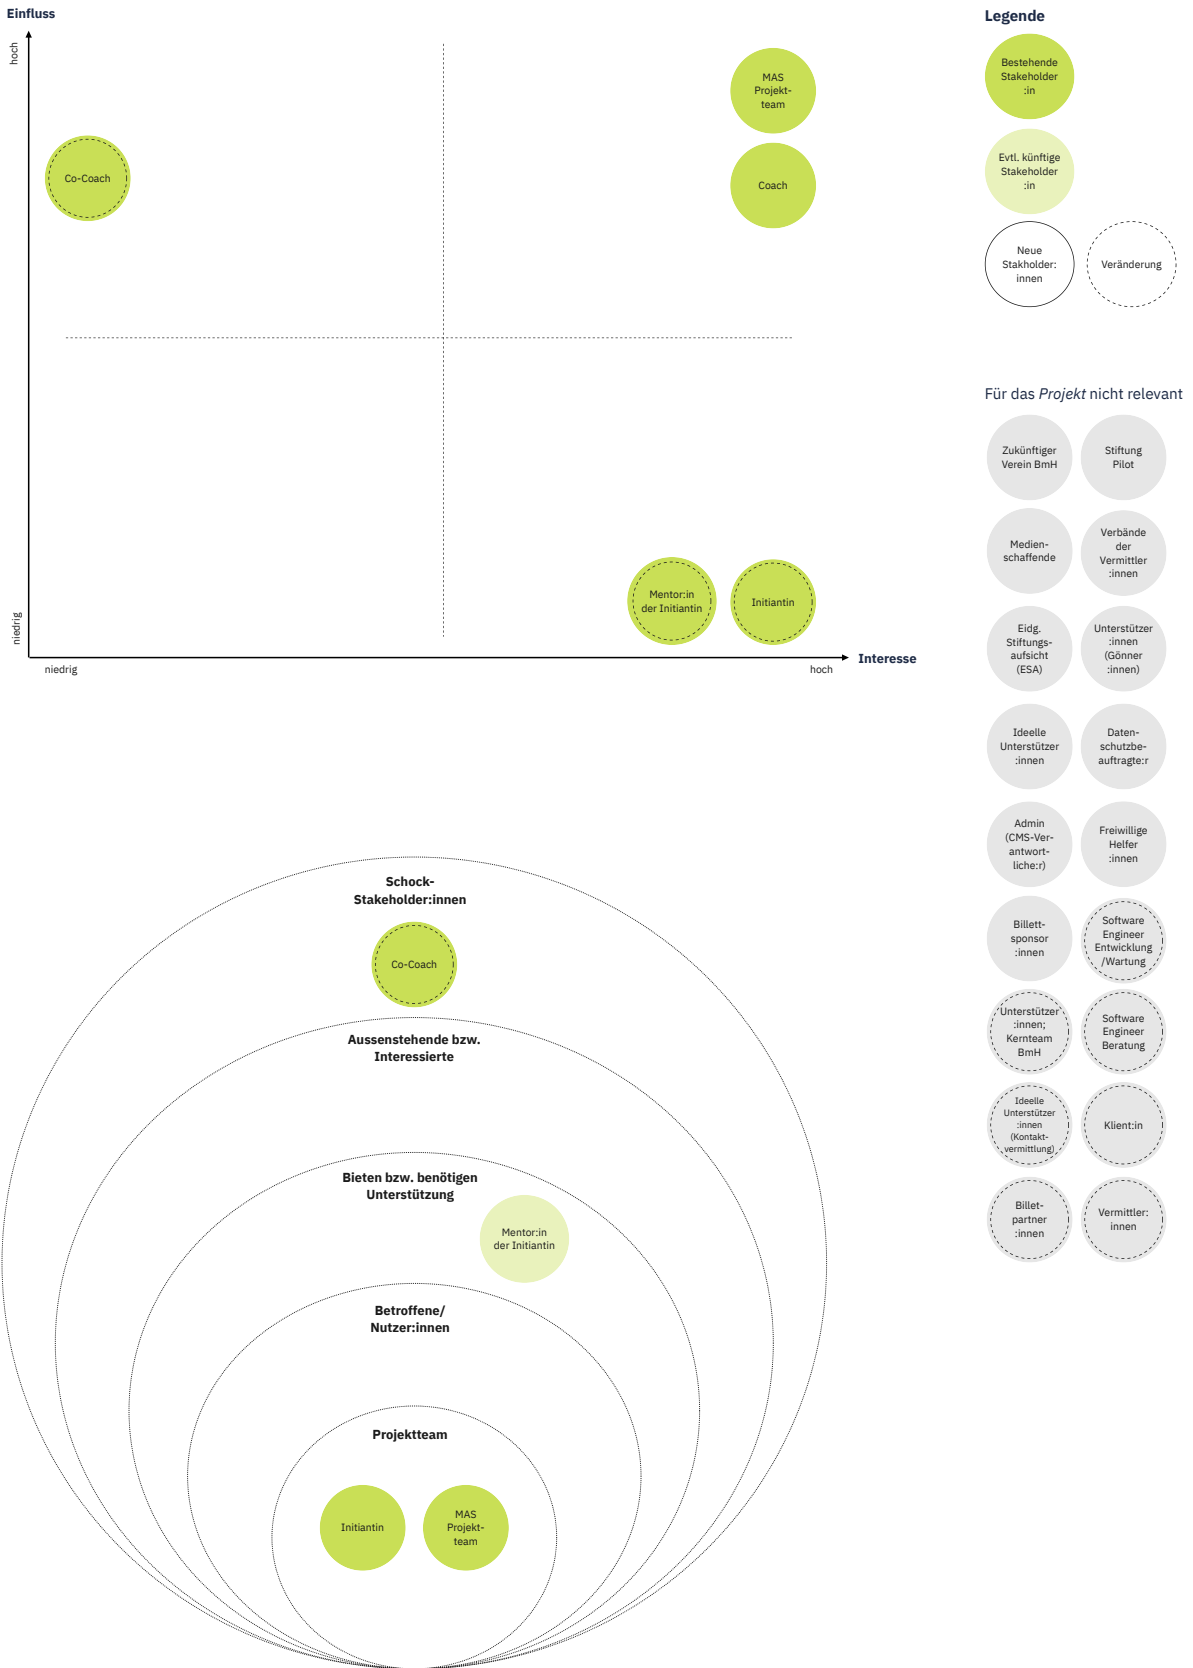 Einfluss
hoch
MAS
Projekt-
team
Co-Coach
Coach
Mentor:in
der Initiantin
Initiantin
niedrig
niedrig
hoch
Interesse
Legende
Bestehende
Stakeholder
:in
Evtl. künftige
Stakeholder
:in
Neue
Stakholder:
innen
Veränderung
Für das Projekt nicht relevant
Zukünftiger
Verein BmH
Stiftung
Pilot
Medien-
schaffende
Verbände
der
Vermittler
:innen
Eidg.
Stiftungs-
aufsicht
(ESA)
Unterstützer
:innen
(Gönner
:innen)
Ideelle
Unterstützer
:innen
Daten-
schutzbe-
auftragte:r
Admin
(CMS-Ver-
antwort-
liche:r)
Freiwillige
Helfer
:innen
Billett-
sponsor
:innen
Software
Engineer
Entwicklung
/Wartung
Unterstützer
:innen;
Kernteam
BmH
Software
Engineer
Beratung
Ideelle
Unterstützer
:innen
(Kontakt-
vermittlung)
Klient:in
Billet-
partner
:innen
Vermittler:
innen
Schock-
Stakeholder:innen
Co-Coach
Aussenstehende bzw.
Interessierte
Bieten bzw. benötigen
Unterstützung
Mentor:in
der Initiantin
Betroffene/
Nutzer:innen
Projektteam
Initiantin
MAS
Projekt-
team